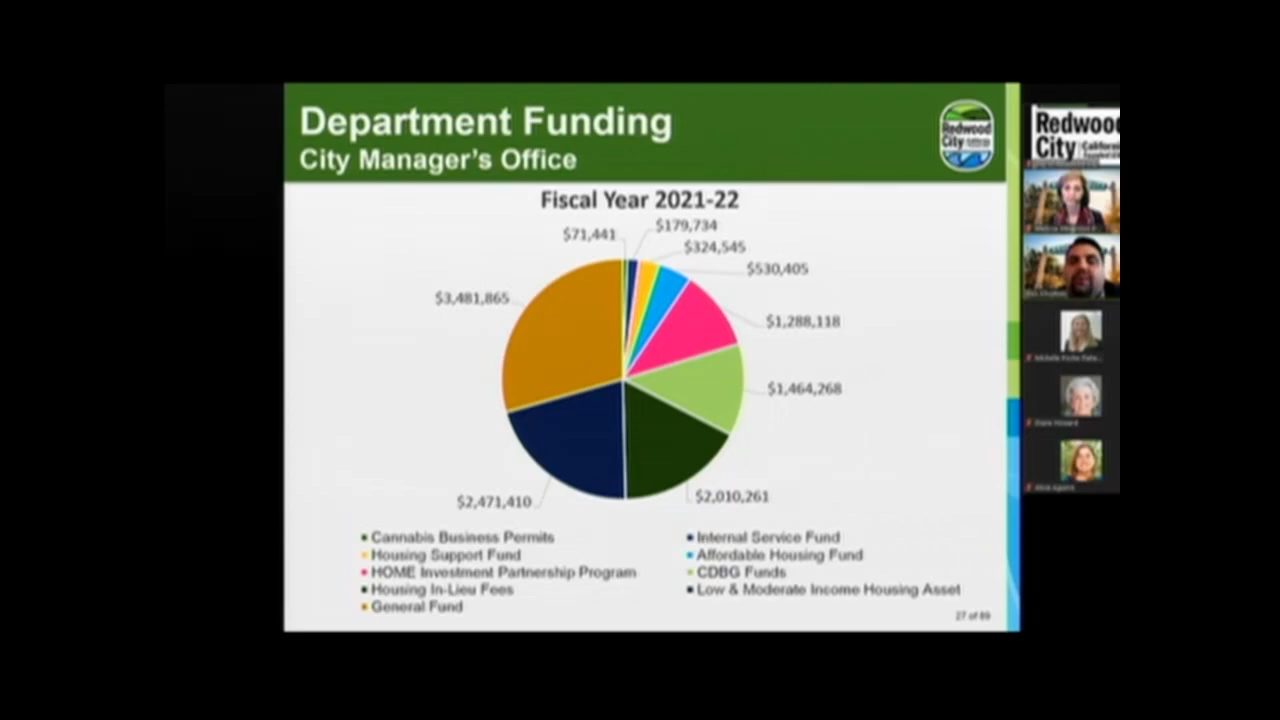 Department Funding
City Manager's Office
Redwood
City
Fiscal Year 2021-22
$71,441
$179,734
$324,545
$530,405
$1,288,118
$1,464,268
$2,010,261
$2,471,410
$3,481,865
Cannabis Business Permits
Internal Service Fund
Housing Support Fund
Affordable Housing Fund
HOME Investment Partnership Program
CDBG Funds
Housing In-Lieu Fees
Low & Moderate Income Housing Asset
General Fund
27 of 89
Redwoo
City